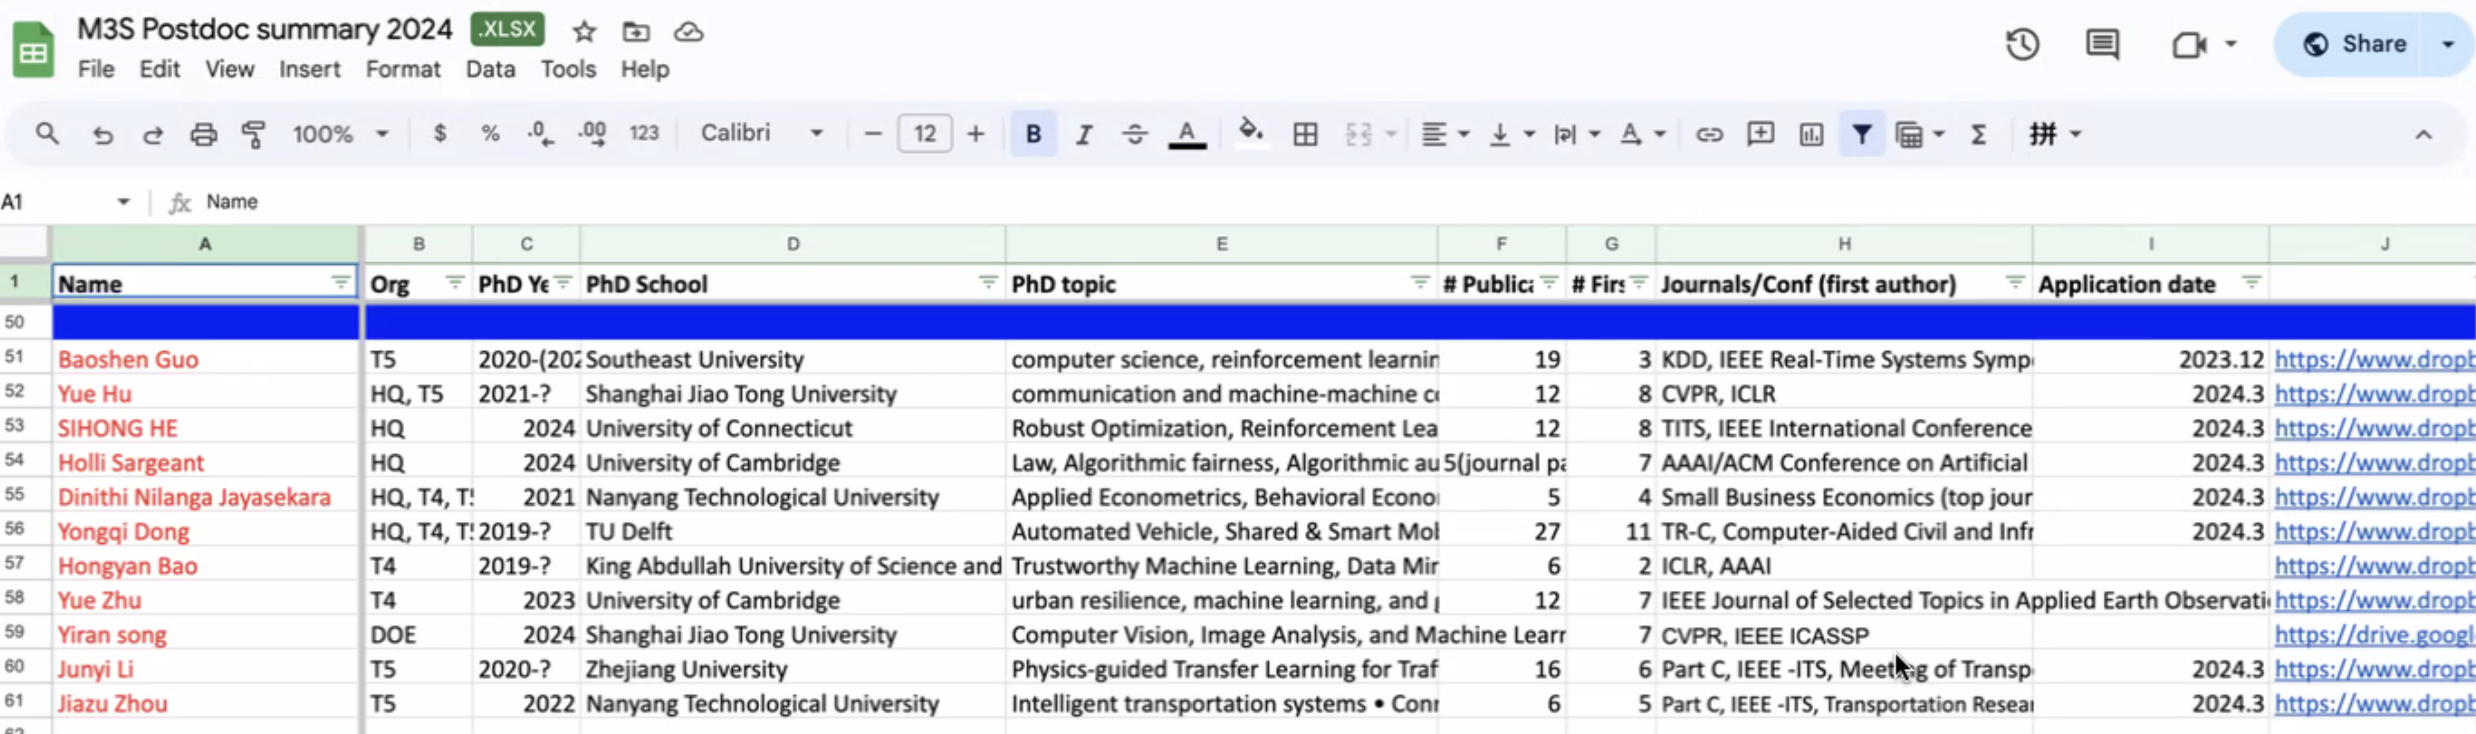 M3S Postdoc summary 2024 .XLSX
File Edit View Insert Format Data Tools Help
Share
100% $ % .0 .00 123 Calibri 12 B I A A Σ 拼
A1 fx Name
A B C D E F G H I J
1 Name Org PhD Ye PhD School PhD topic # Publica # Firs Journals/Conf (first author) Application date
50
51 Baoshen Guo T5 2020-(202 Southeast University computer science, reinforcement learnin 19 3 KDD, IEEE Real-Time Systems Symp 2023.12 https://www.dropb
52 Yue Hu HQ, T5 2021-? Shanghai Jiao Tong University communication and machine-machine co 12 8 CVPR, ICLR 2024.3 https://www.dropb
53 SIHONG HE HQ 2024 University of Connecticut Robust Optimization, Reinforcement Lea 12 8 TITS, IEEE International Conference 2024.3 https://www.dropb
54 Holli Sargeant HQ 2024 University of Cambridge Law, Algorithmic fairness, Algorithmic au 5(journal pa 7 AAAI/ACM Conference on Artificial 2024.3 https://www.dropb
55 Dinithi Nilanga Jayasekara HQ, T4, T5 2021 Nanyang Technological University Applied Econometrics, Behavioral Econo 5 4 Small Business Economics (top jour 2024.3 https://www.dropb
56 Yongqi Dong HQ, T4, T5 2019-? TU Delft Automated Vehicle, Shared & Smart Mob 27 11 TR-C, Computer-Aided Civil and Infr 2024.3 https://www.dropb
57 Hongyan Bao T4 2019-? King Abdullah University of Science and Trustworthy Machine Learning, Data Min 6 2 ICLR, AAAI https://www.dropb
58 Yue Zhu T4 2023 University of Cambridge urban resilience, machine learning, and 12 7 IEEE Journal of Selected Topics in Applied Earth Observati https://www.dropb
59 Yiran song DOE 2024 Shanghai Jiao Tong University Computer Vision, Image Analysis, and Machine Learn 7 CVPR, IEEE ICASSP https://drive.googl
60 Junyi Li T5 2020-? Zhejiang University Physics-guided Transfer Learning for Traf 16 6 Part C, IEEE -ITS, Meeting of Transp 2024.3 https://www.dropb
61 Jiazu Zhou T5 2022 Nanyang Technological University Intelligent transportation systems • Conn 6 5 Part C, IEEE -ITS, Transportation Resear 2024.3 https://www.dropb